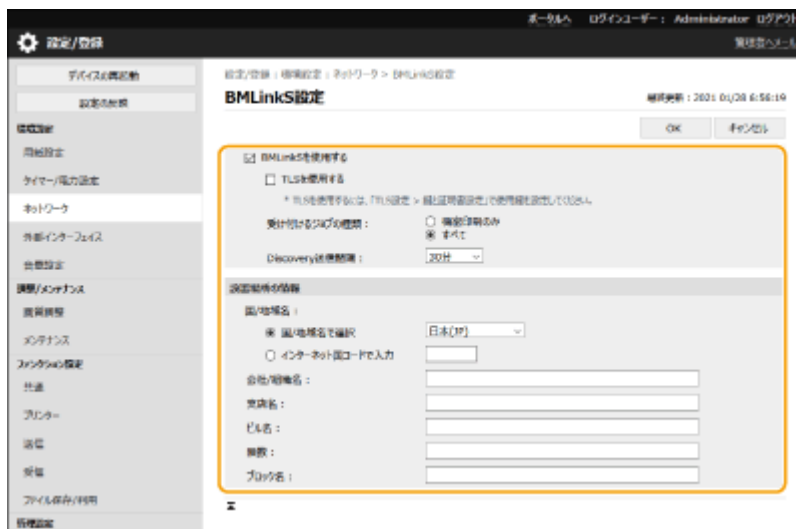 ポータルへ ログインユーザー： Administrator ログアウト
設定/登録
管理者へメール
デバイスの再起動
設定の反映
環境設定
用紙設定
タイマー/電力設定
ネットワーク
外部インターフェイス
音量設定
調整/メンテナンス
画質調整
メンテナンス
ファンクション設定
共通
プリンター
送信
受信
ファイル保存/利用
管理設定
設定/登録 : 環境設定 : ネットワーク > BMLinkS設定
BMLinkS設定
最終更新 : 2021 01/28 6:56:19
OK キャンセル
BMLinkSを使用する
TLSを使用する
* TLSを使用するには、「TLS設定 > 鍵と証明書設定」で使用鍵を設定してください。
受け付けるジョブの種類 :
機密印刷のみ
すべて
Discovery送信間隔 : 30分
設置場所の情報
国/地域名 :
国/地域名で選択 日本(JP)
インターネット国コードで入力
会社/組織名 :
支店名 :
ビル名 :
階数 :
ブロック名 :